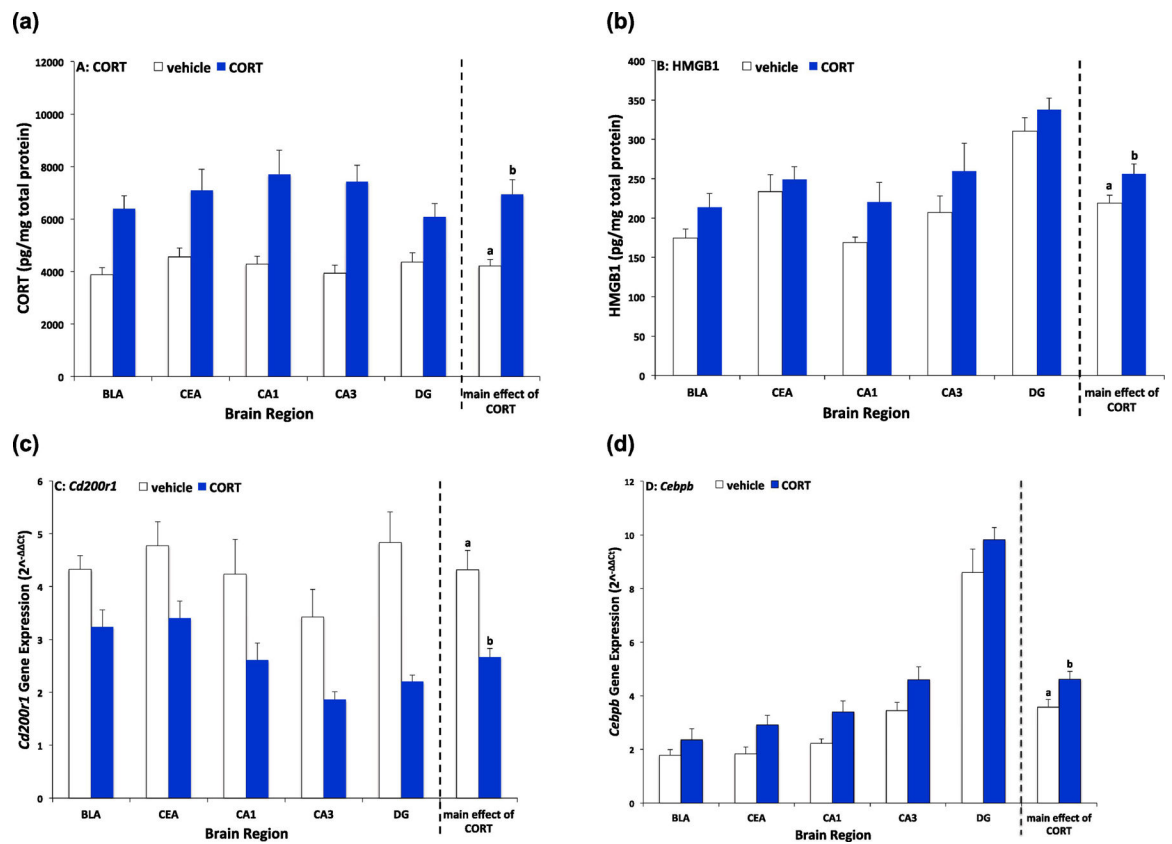 (a)
A: CORT vehicle CORT
CORT (pg/mg total protein)
12000
10000
8000
6000
4000
2000
0
a
b
BLA CEA CA1 CA3 DG main effect of
CORT
Brain Region
(b)
B: HMGB1 vehicle CORT
HMGB1 (pg/mg total protein)
400
350
300
250
200
150
100
50
0
a
b
BLA CEA CA1 CA3 DG main effect of
CORT
Brain Region
(c)
C: Cd200r1 vehicle CORT
Cd200r1 Gene Expression (2^-ΔΔCt)
6
5
4
3
2
1
0
a
b
BLA CEA CA1 CA3 DG main effect of
CORT
Brain Region
(d)
D: Cebpb vehicle CORT
Cebpb Gene Expression (2^-ΔΔCt)
12
10
8
6
4
2
0
a
b
BLA CEA CA1 CA3 DG main effect of
CORT
Brain Region